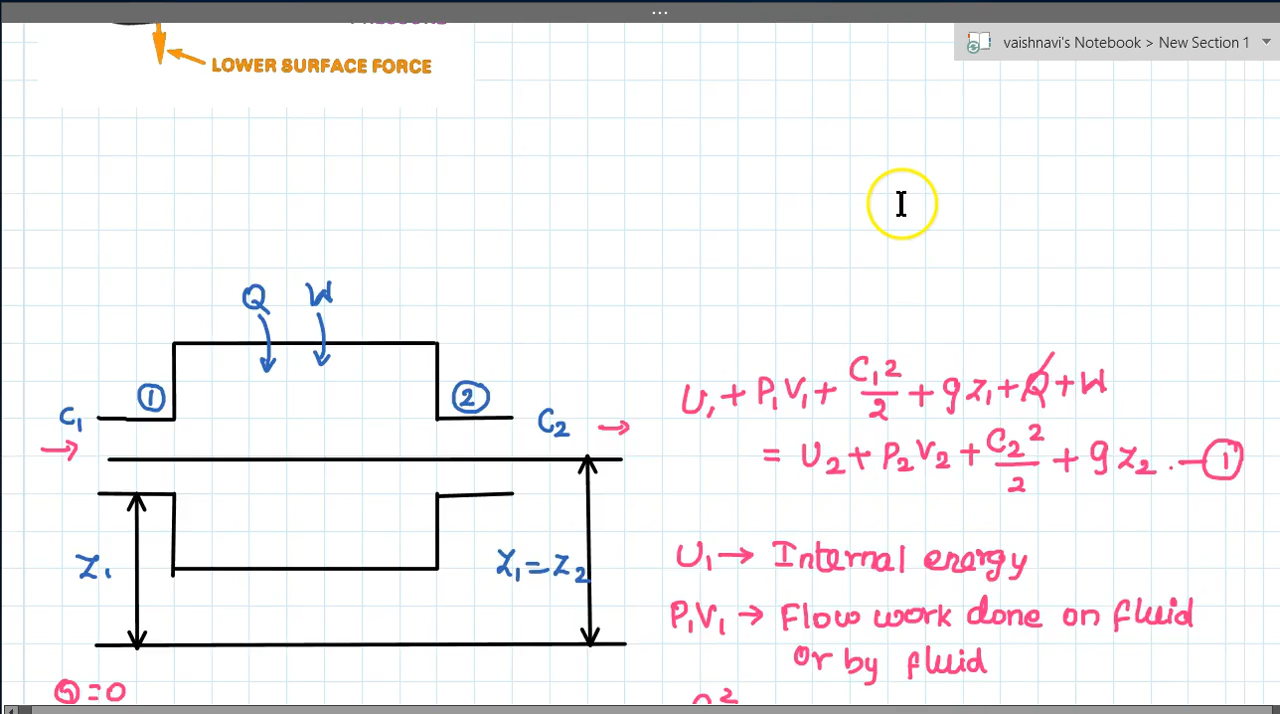 vaishnavi's Notebook > New Section 1
LOWER SURFACE FORCE
Q W
① ②
C₁ C₂
Z₁ Z₁=Z₂
Q=0
U₁ + P₁V₁ + C₁²/2 + gZ₁ + Q + W
= U₂ + P₂V₂ + C₂²/2 + gZ₂ . —①
U₁ → Internal energy
P₁V₁ → Flow work done on fluid
or by fluid